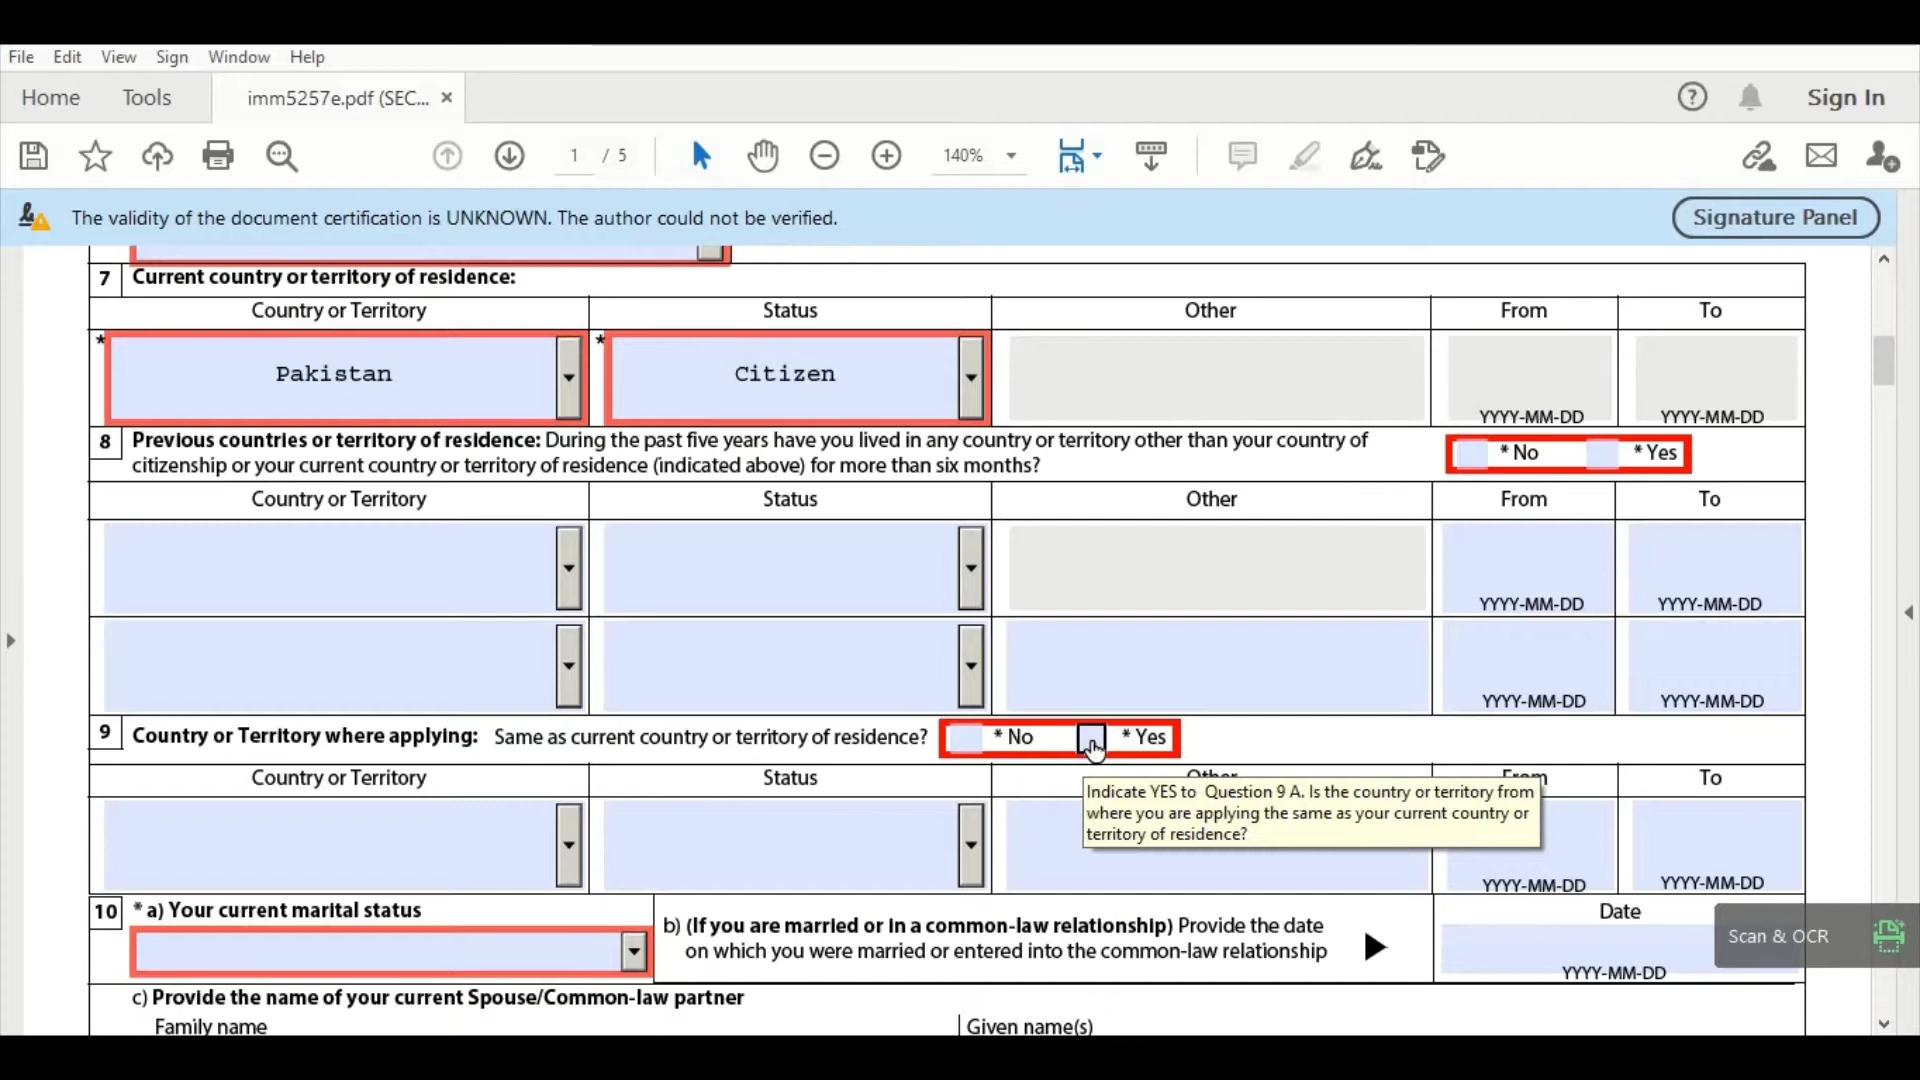 File Edit View Sign Window Help
Home Tools imm5257e.pdf (SEC... × Sign In
1 / 5 140%
The validity of the document certification is UNKNOWN. The author could not be verified. Signature Panel
7 Current country or territory of residence:
Country or Territory Status Other From To
* Pakistan * Citizen YYYY-MM-DD YYYY-MM-DD
8 Previous countries or territory of residence: During the past five years have you lived in any country or territory other than your country of
citizenship or your current country or territory of residence (indicated above) for more than six months? * No * Yes
Country or Territory Status Other From To
YYYY-MM-DD YYYY-MM-DD
YYYY-MM-DD YYYY-MM-DD
9 Country or Territory where applying: Same as current country or territory of residence? * No * Yes
Country or Territory Status Other From To
Indicate YES to Question 9 A. Is the country or territory from
where you are applying the same as your current country or
territory of residence?
YYYY-MM-DD YYYY-MM-DD
10 * a) Your current marital status
b) (If you are married or in a common-law relationship) Provide the date
on which you were married or entered into the common-law relationship
Date
YYYY-MM-DD
Scan & OCR
c) Provide the name of your current Spouse/Common-law partner
Family name Given name(s)